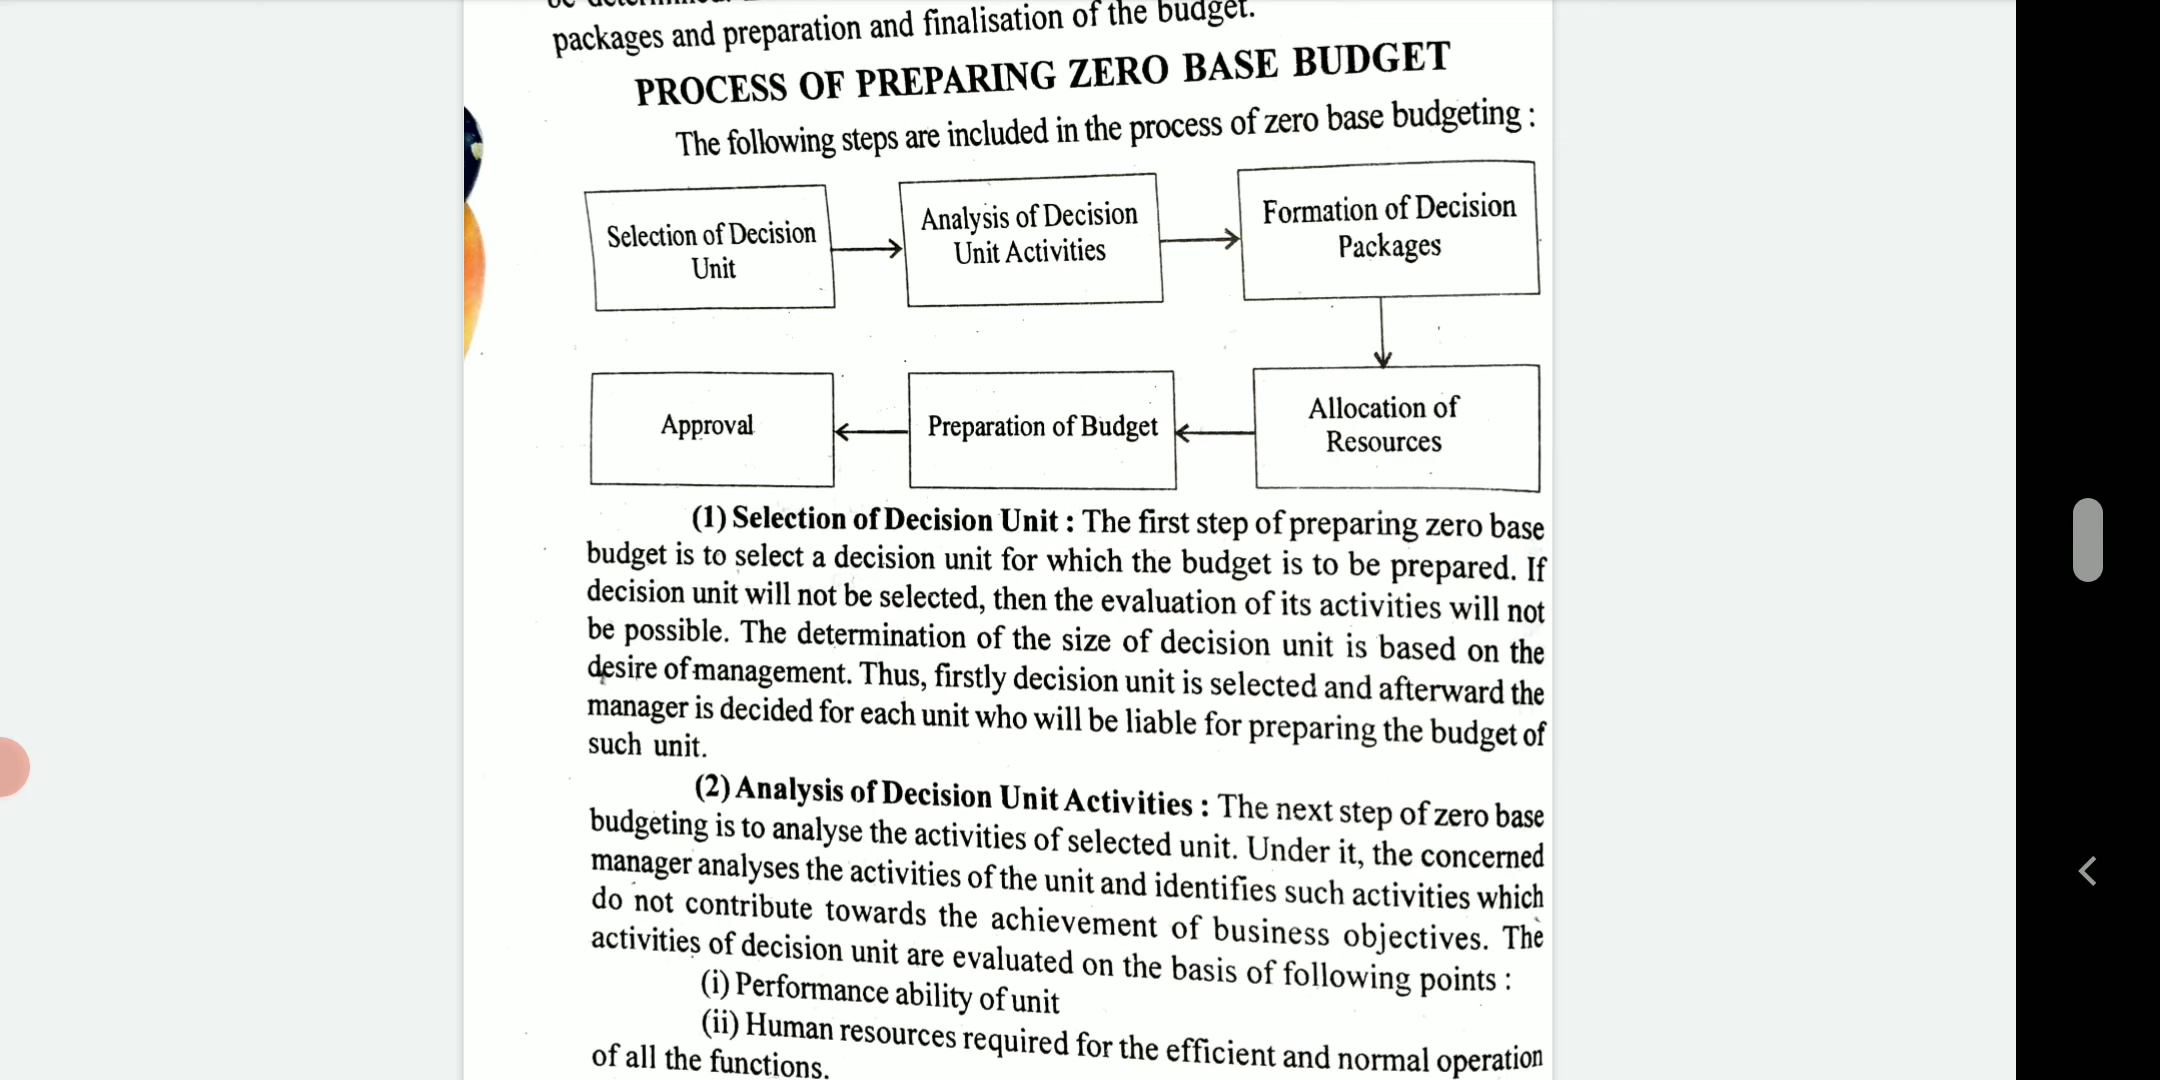 packages and preparation and finalisation of the budget.
PROCESS OF PREPARING ZERO BASE BUDGET
The following steps are included in the process of zero base budgeting :
Selection of Decision
Unit
Analysis of Decision
Unit Activities
Formation of Decision
Packages
Allocation of
Resources
Preparation of Budget
Approval
(1) Selection of Decision Unit : The first step of preparing zero base
budget is to select a decision unit for which the budget is to be prepared. If
decision unit will not be selected, then the evaluation of its activities will not
be possible. The determination of the size of decision unit is based on the
desire of management. Thus, firstly decision unit is selected and afterward the
manager is decided for each unit who will be liable for preparing the budget of
such unit.
(2) Analysis of Decision Unit Activities : The next step of zero base
budgeting is to analyse the activities of selected unit. Under it, the concerned
manager analyses the activities of the unit and identifies such activities which
do not contribute towards the achievement of business objectives. The
activities of decision unit are evaluated on the basis of following points :
(i) Performance ability of unit
(ii) Human resources required for the efficient and normal operation
of all the functions.